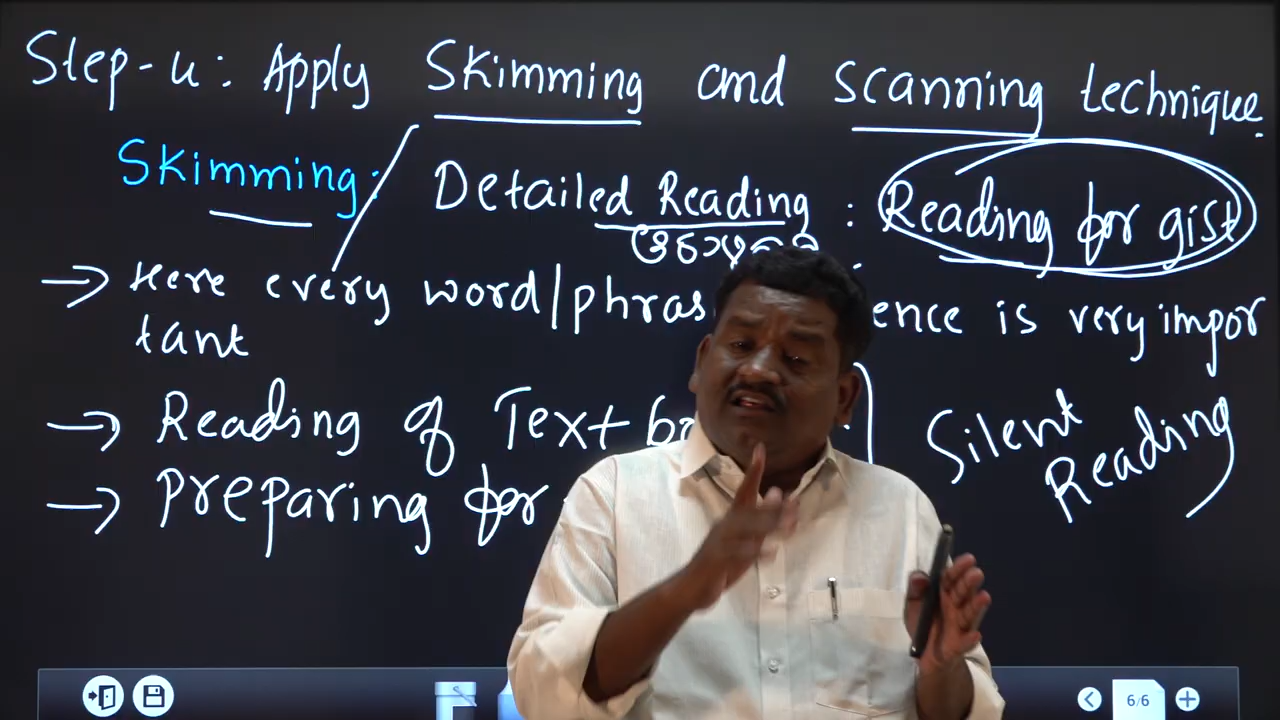 Step-4: Apply Skimming and Scanning technique.
Skimming: / Detailed Reading : Reading for gist
→ Here every word/phras ence is very impor
tant
→ Reading of Text bo
Silent
Reading
→ Preparing for
6/6